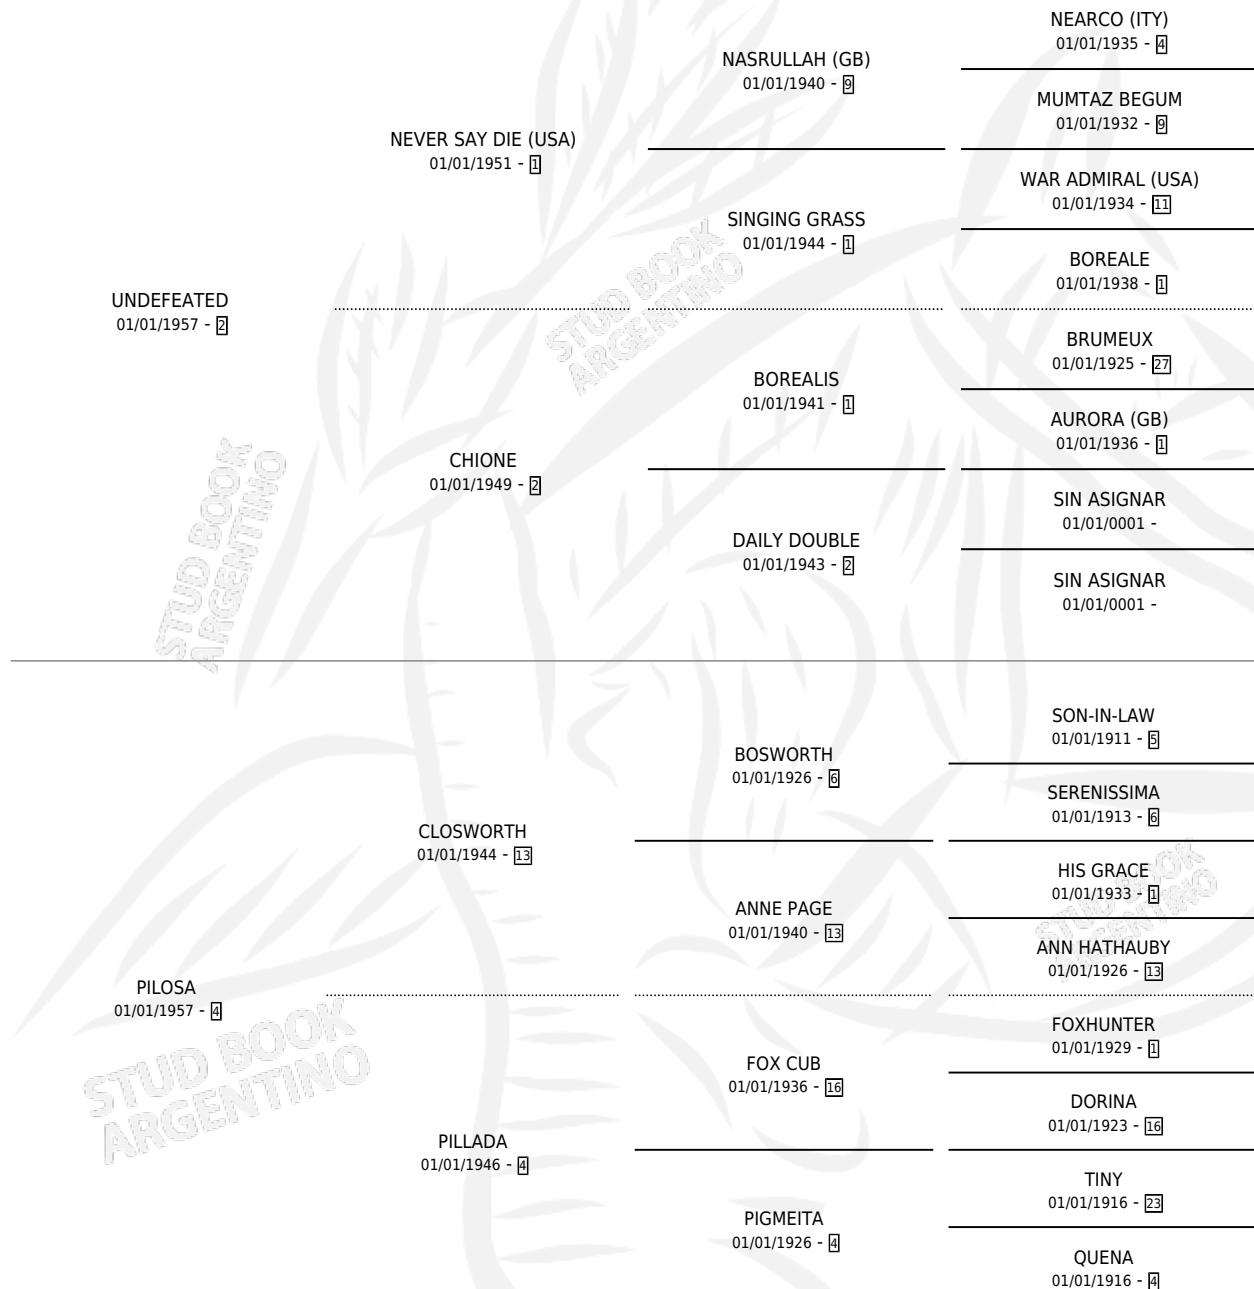 NEARCO (ITY)
01/01/1935 - 4
NASRULLAH (GB)
01/01/1940 - 9
MUMTAZ BEGUM
01/01/1932 - 9
NEVER SAY DIE (USA)
01/01/1951 - 1
WAR ADMIRAL (USA)
01/01/1934 - 11
SINGING GRASS
01/01/1944 - 1
BOREALE
01/01/1938 - 1
UNDEFEATED
01/01/1957 - 2
BRUMEUX
01/01/1925 - 27
BOREALIS
01/01/1941 - 1
AURORA (GB)
01/01/1936 - 1
CHIONE
01/01/1949 - 2
SIN ASIGNAR
01/01/0001 -
DAILY DOUBLE
01/01/1943 - 2
SIN ASIGNAR
01/01/0001 -
STUD BOOK
ARGENTINO
STUD BOOK
ARGENTINO
SON-IN-LAW
01/01/1911 - 5
BOSWORTH
01/01/1926 - 6
SERENISSIMA
01/01/1913 - 6
CLOSWORTH
01/01/1944 - 13
HIS GRACE
01/01/1933 - 1
ANNE PAGE
01/01/1940 - 13
ANN HATHAUBY
01/01/1926 - 13
STUD BOOK
ARGENTINO
PILOSA
01/01/1957 - 4
FOXHUNTER
01/01/1929 - 1
FOX CUB
01/01/1936 - 16
DORINA
01/01/1923 - 16
STUD BOOK
ARGENTINO
PILLADA
01/01/1946 - 4
TINY
01/01/1916 - 23
PIGMEITA
01/01/1926 - 4
QUENA
01/01/1916 - 4